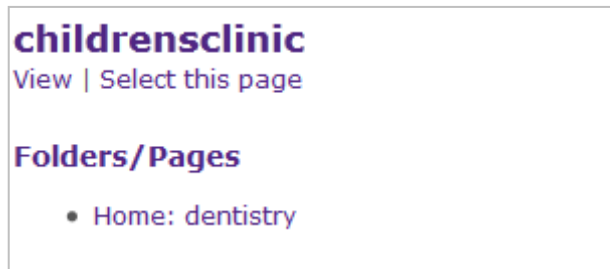 childrensclinic
View | Select this page
Folders/Pages
• Home: dentistry